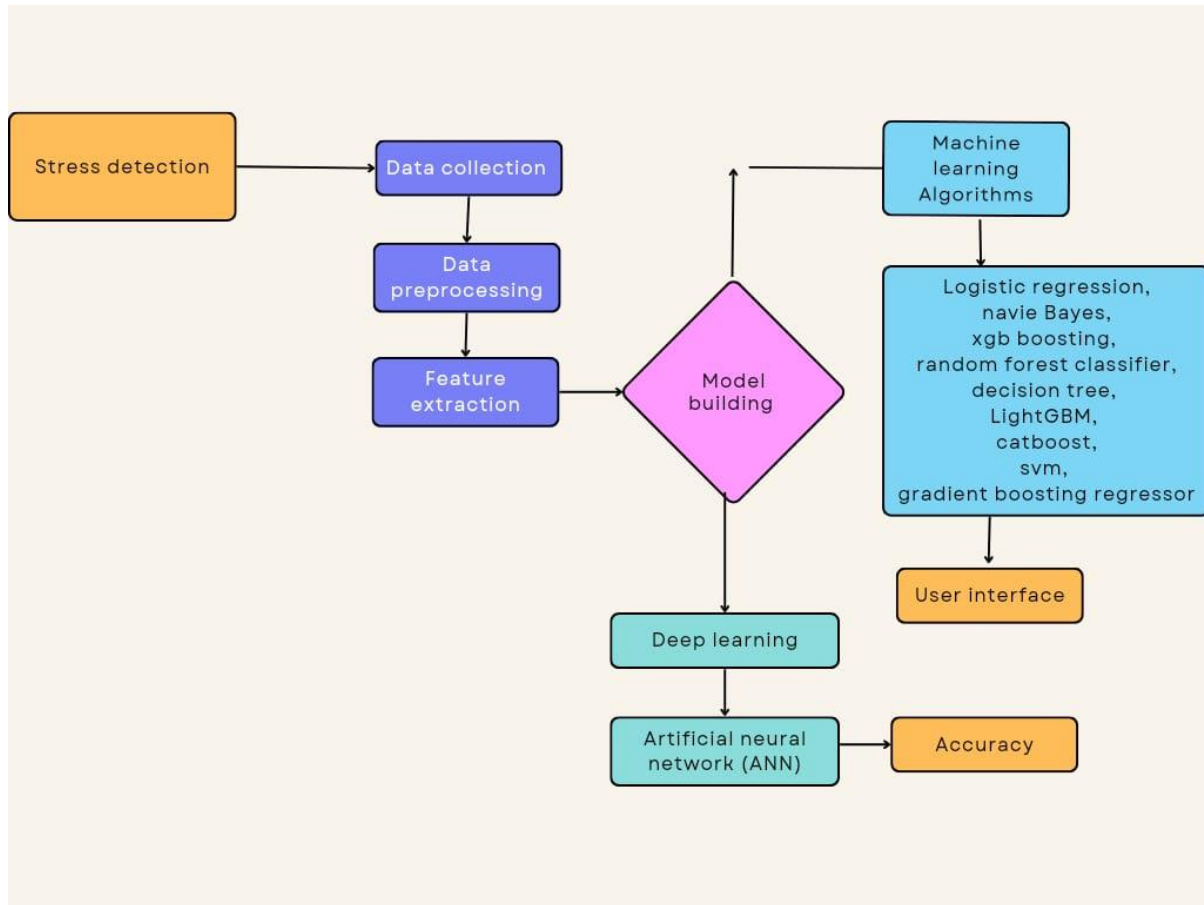 Stress detection
Data collection
Data
preprocessing
Feature
extraction
Model
building
Machine
learning
Algorithms
Logistic regression,
navie Bayes,
xgb boosting,
random forest classifier,
decision tree,
LightGBM,
catboost,
svm,
gradient boosting regressor
User interface
Deep learning
Artificial neural
network (ANN)
Accuracy